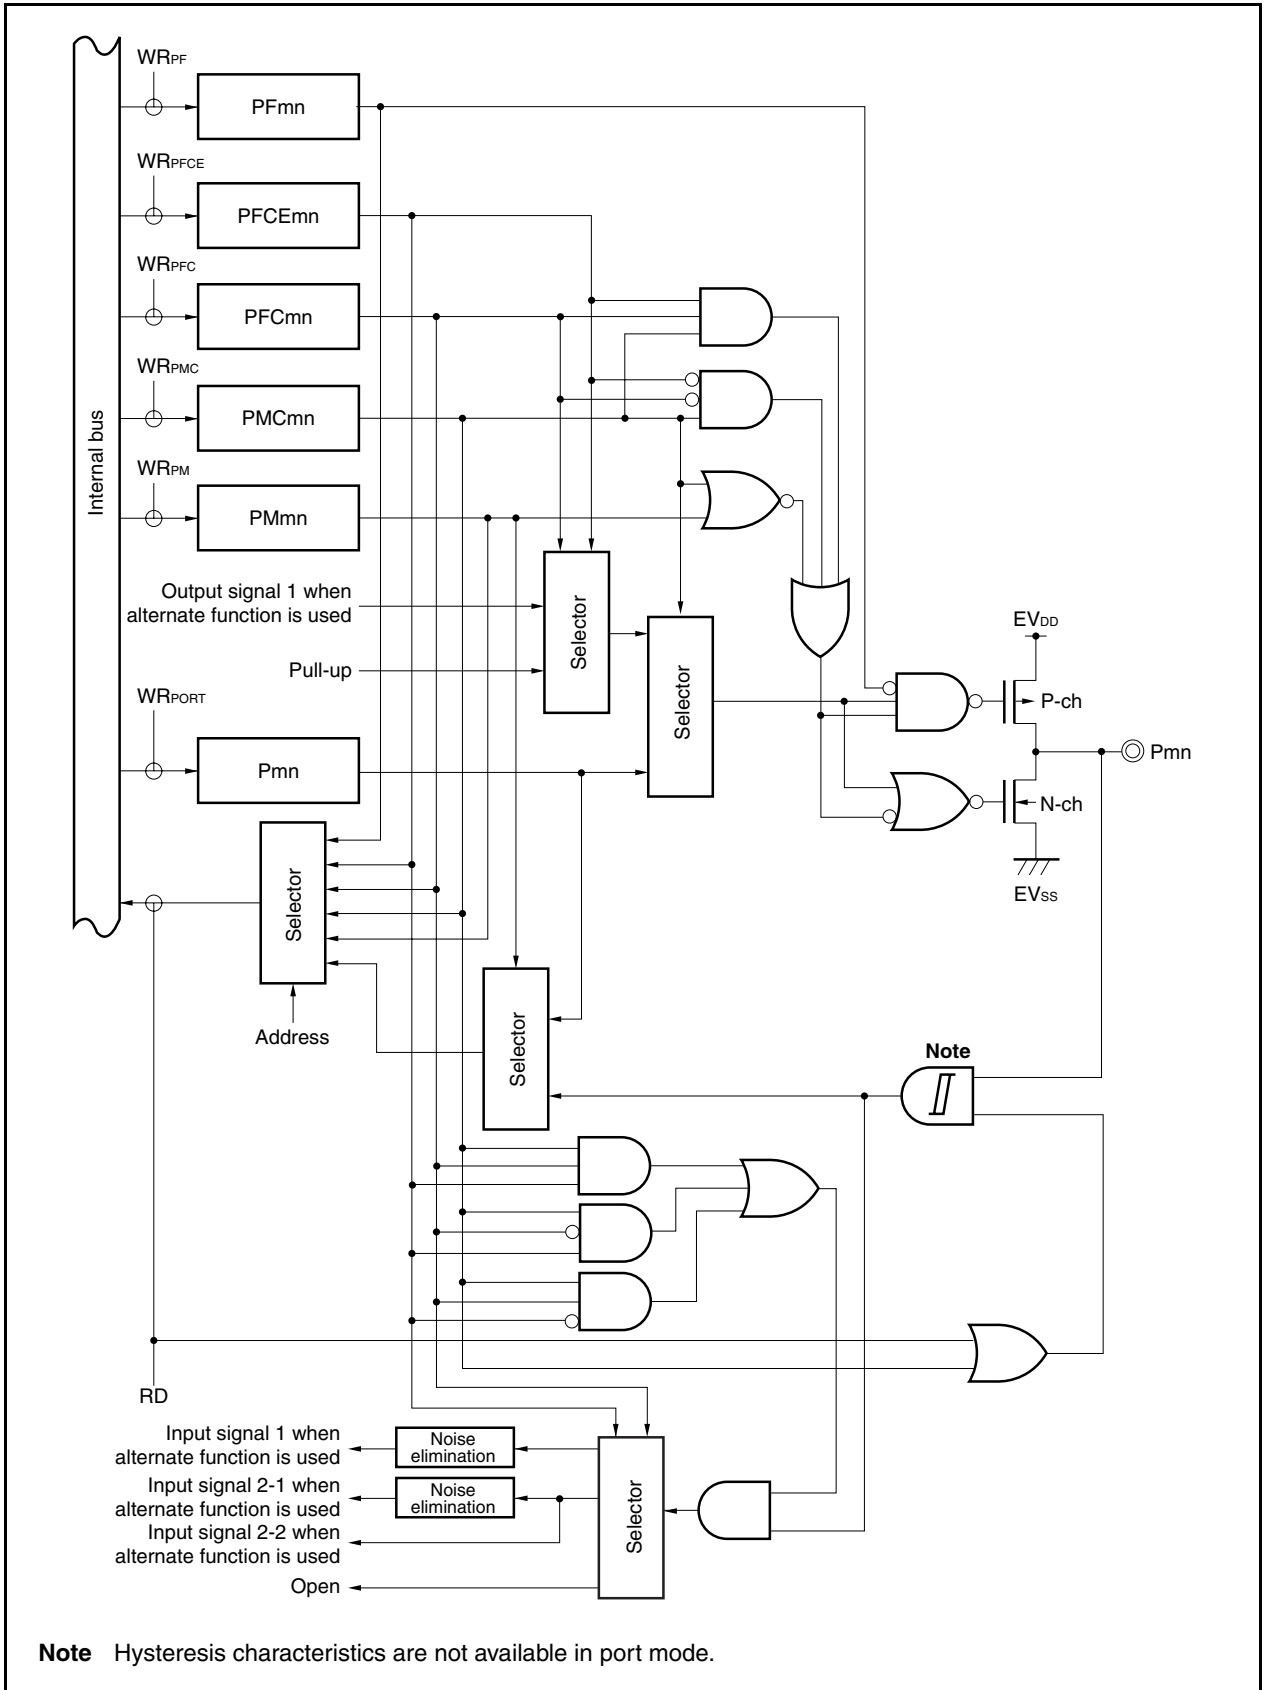 WRPF
PFmn
WRPFCE
PFCEmn
WRPFC
PFCmn
WRPMC
PMCmn
WRPM
PMmn
Internal bus
Output signal 1 when
alternate function is used
Pull-up
Selector
Selector
WRPORT
Pmn
EVDD
P-ch
Pmn
N-ch
EVSS
Selector
Address
Selector
Note
RD
Input signal 1 when
alternate function is used
Noise
elimination
Input signal 2-1 when
alternate function is used
Noise
elimination
Input signal 2-2 when
alternate function is used
Open
Selector
Note Hysteresis characteristics are not available in port mode.